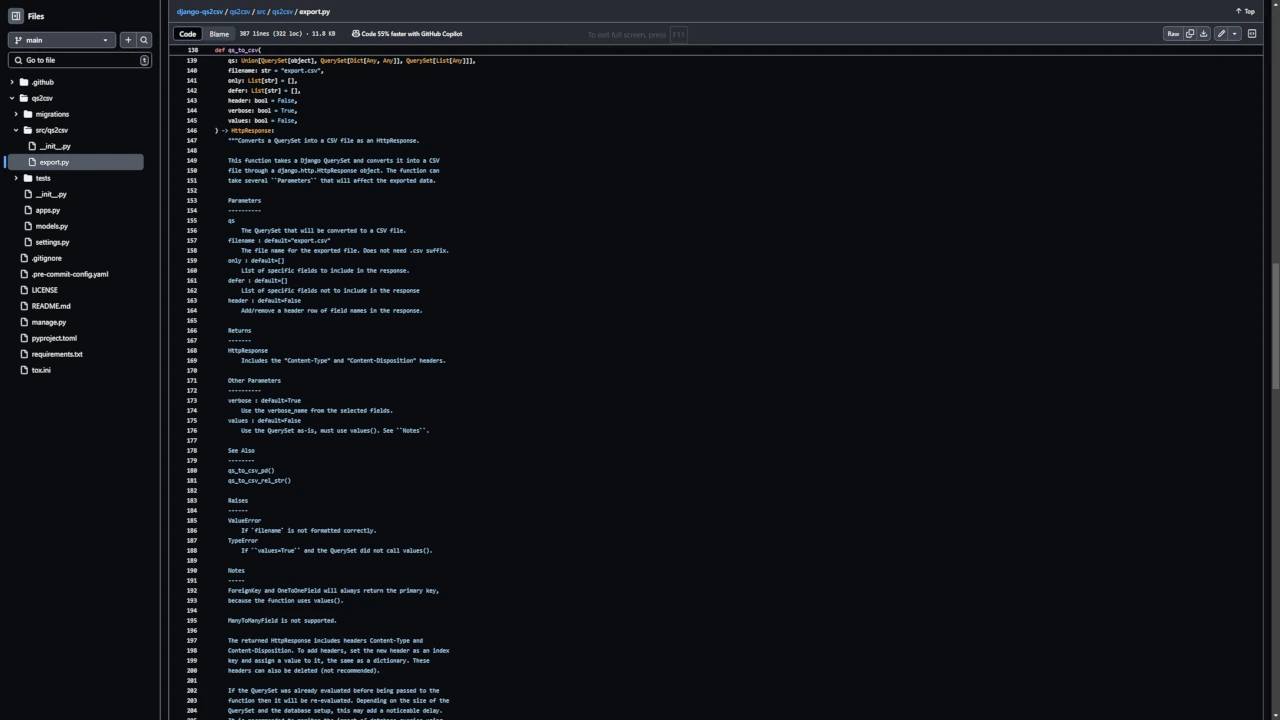 Files
main
Go to file
t
.github
qs2csv
migrations
src/qs2csv
__init__.py
export.py
tests
__init__.py
apps.py
models.py
settings.py
.gitignore
.pre-commit-config.yaml
LICENSE
README.md
manage.py
pyproject.toml
requirements.txt
tox.ini
django-qs2csv / qs2csv / src / qs2csv / export.py
Top
Code
Blame
387 lines (322 loc) · 11.8 KB
Code 55% faster with GitHub Copilot
To exit full screen, press F11
Raw
138 def qs_to_csv(
139 qs: Union[QuerySet[object], QuerySet[Dict[Any, Any]], QuerySet[List[Any]]],
140 filename: str = "export.csv",
141 only: List[str] = [],
142 defer: List[str] = [],
143 header: bool = False,
144 verbose: bool = True,
145 values: bool = False,
146 ) -> HttpResponse:
147 """Converts a QuerySet into a CSV file as an HttpResponse.
148
149 This function takes a Django QuerySet and converts it into a CSV
150 file through a django.http.HttpResponse object. The function can
151 take several ``Parameters`` that will affect the exported data.
152
153 Parameters
154 ----------
155 qs
156 The QuerySet that will be converted to a CSV file.
157 filename : default="export.csv"
158 The file name for the exported file. Does not need .csv suffix.
159 only : default=[]
160 List of specific fields to include in the response.
161 defer : default=[]
162 List of specific fields not to include in the response
163 header : default=False
164 Add/remove a header row of field names in the response.
165
166 Returns
167 -------
168 HttpResponse
169 Includes the "Content-Type" and "Content-Disposition" headers.
170
171 Other Parameters
172 ----------
173 verbose : default=True
174 Use the verbose_name from the selected fields.
175 values : default=False
176 Use the QuerySet as-is, must use values(). See ``Notes``.
177
178 See Also
179 --------
180 qs_to_csv_pd()
181 qs_to_csv_rel_str()
182
183 Raises
184 ------
185 ValueError
186 If `filename` is not formatted correctly.
187 TypeError
188 If ``values=True`` and the QuerySet did not call values().
189
190 Notes
191 -----
192 ForeignKey and OneToOneField will always return the primary key,
193 because the function uses values().
194
195 ManyToManyField is not supported.
196
197 The returned HttpResponse includes headers Content-Type and
198 Content-Disposition. To add headers, set the new header as an index
199 key and assign a value to it, the same as a dictionary. These
200 headers can also be deleted (not recommended).
201
202 If the QuerySet was already evaluated before being passed to the
203 function then it will be re-evaluated. Depending on the size of the
204 QuerySet and the database setup, this may add a noticeable delay.